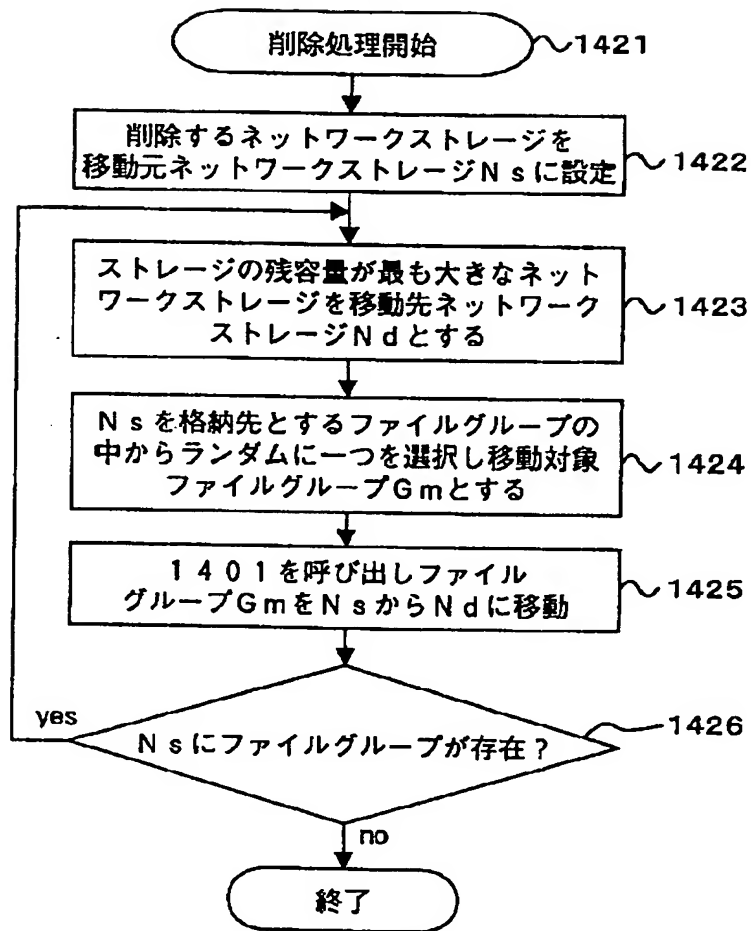 削除処理開始 1421
削除するネットワークストレージを
移動元ネットワークストレージNsに設定
1422
ストレージの残容量が最も大きなネット
ワークストレージを移動先ネットワーク
ストレージNdとする
1423
Nsを格納先とするファイルグループの
中からランダムに一つを選択し移動対象
ファイルグループGmとする
1424
1401を呼び出しファイル
グループGmをNsからNdに移動
1425
yes
Nsにファイルグループが存在?
1426
no
終了